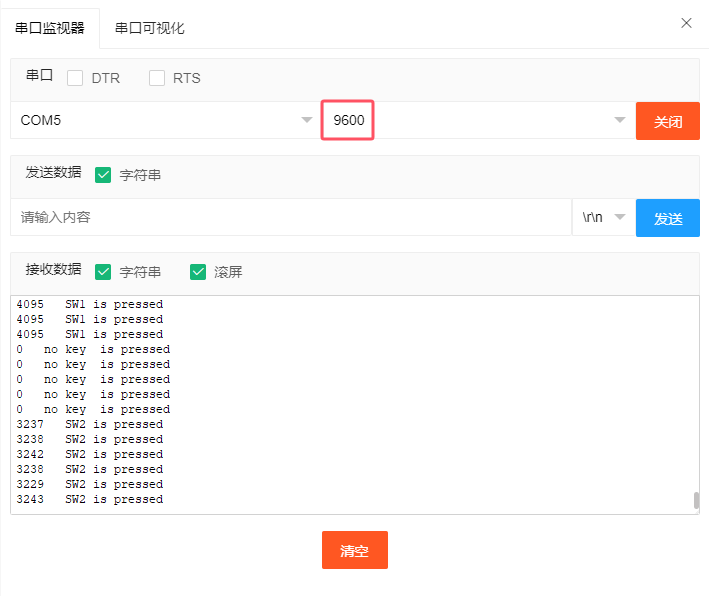 串口监视器 串口可视化
串口 DTR RTS
COM5 9600 关闭
发送数据 字符串
请输入内容 \r\n 发送
接收数据 字符串 滚屏
4095 SW1 is pressed
4095 SW1 is pressed
4095 SW1 is pressed
0 no key is pressed
0 no key is pressed
0 no key is pressed
0 no key is pressed
0 no key is pressed
3237 SW2 is pressed
3238 SW2 is pressed
3242 SW2 is pressed
3238 SW2 is pressed
3229 SW2 is pressed
3243 SW2 is pressed
清空